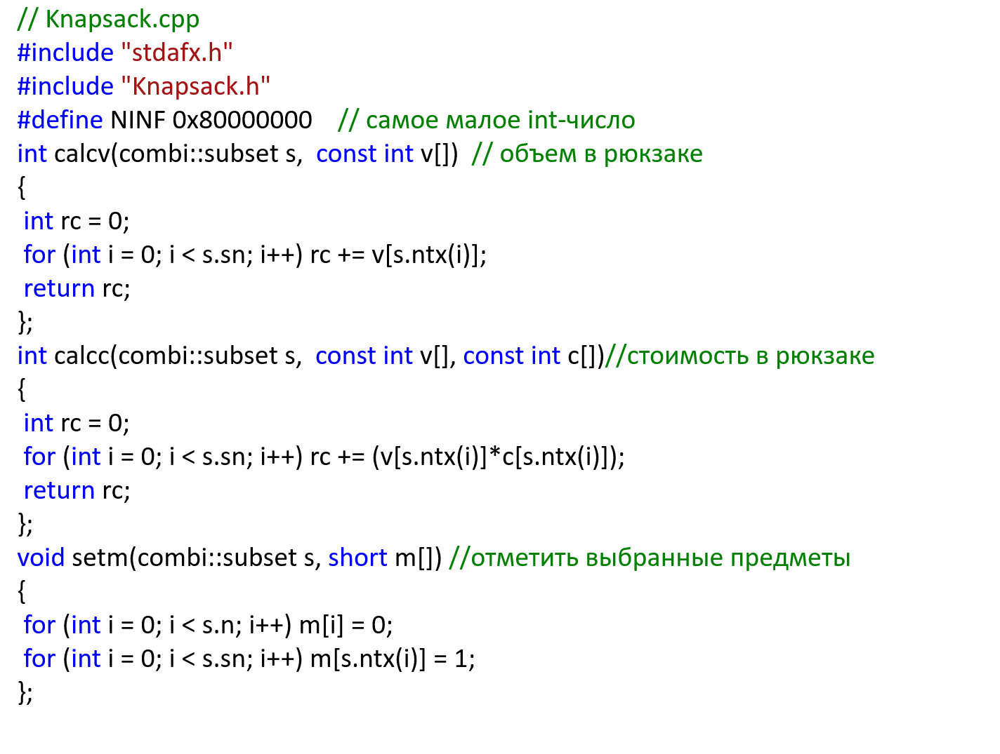 // Knapsack.cpp
#include "stdafx.h"
#include "Knapsack.h"
#define NINF 0x80000000    // самое малое int-число
int calcv(combi::subset s,  const int v[])  // объем в рюкзаке
{
 int rc = 0;
 for (int i = 0; i < s.sn; i++) rc += v[s.ntx(i)];
 return rc;
};
int calcc(combi::subset s,  const int v[], const int c[])//стоимость в рюкзаке
{
 int rc = 0;
 for (int i = 0; i < s.sn; i++) rc += (v[s.ntx(i)]*c[s.ntx(i)]);
 return rc;
};
void setm(combi::subset s, short m[]) //отметить выбранные предметы
{
 for (int i = 0; i < s.n; i++) m[i] = 0;
 for (int i = 0; i < s.sn; i++) m[s.ntx(i)] = 1;
};